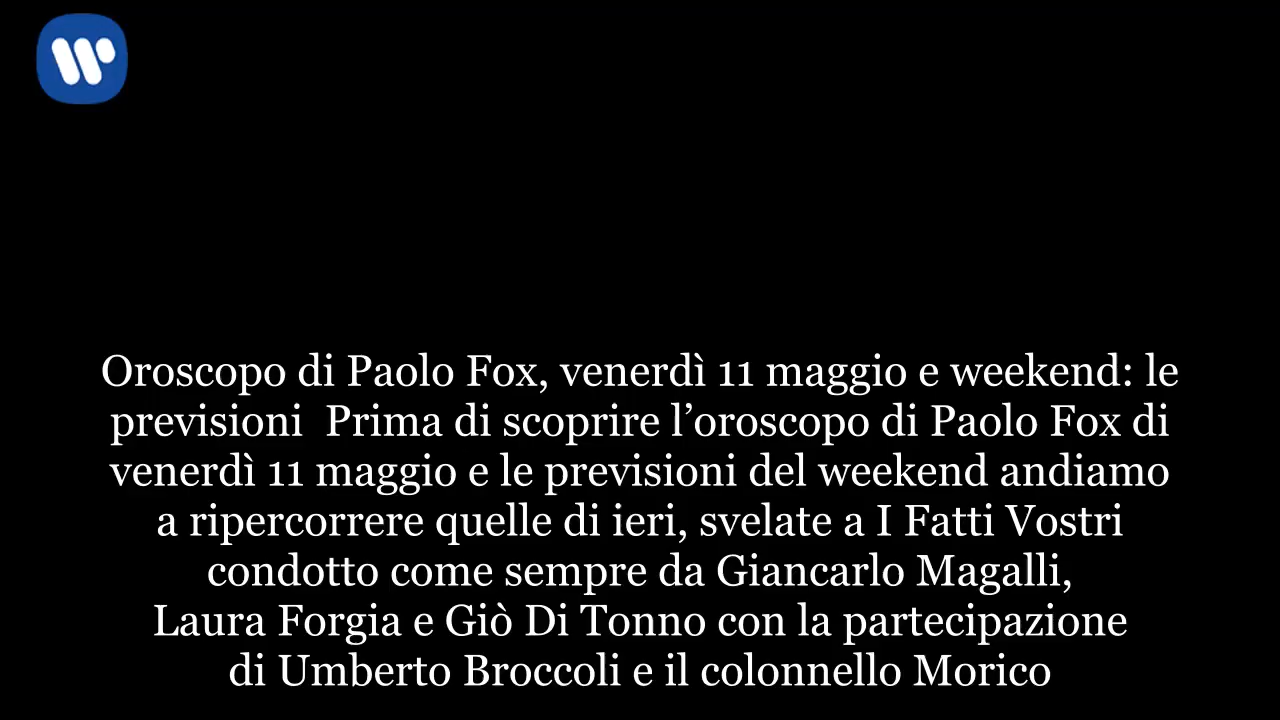 Oroscopo di Paolo Fox, venerdì 11 maggio e weekend: le
previsioni  Prima di scoprire l’oroscopo di Paolo Fox di
venerdì 11 maggio e le previsioni del weekend andiamo
a ripercorrere quelle di ieri, svelate a I Fatti Vostri
condotto come sempre da Giancarlo Magalli,
Laura Forgia e Giò Di Tonno con la partecipazione
di Umberto Broccoli e il colonnello Morico